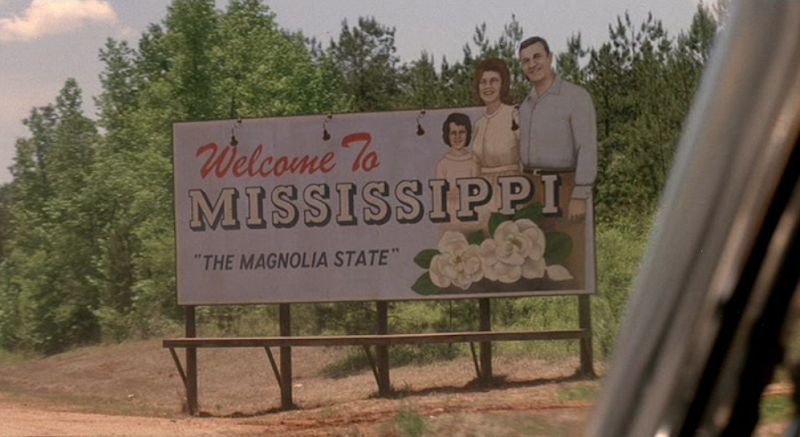 Welcome To
MISSISSIPPI
"THE MAGNOLIA STATE"